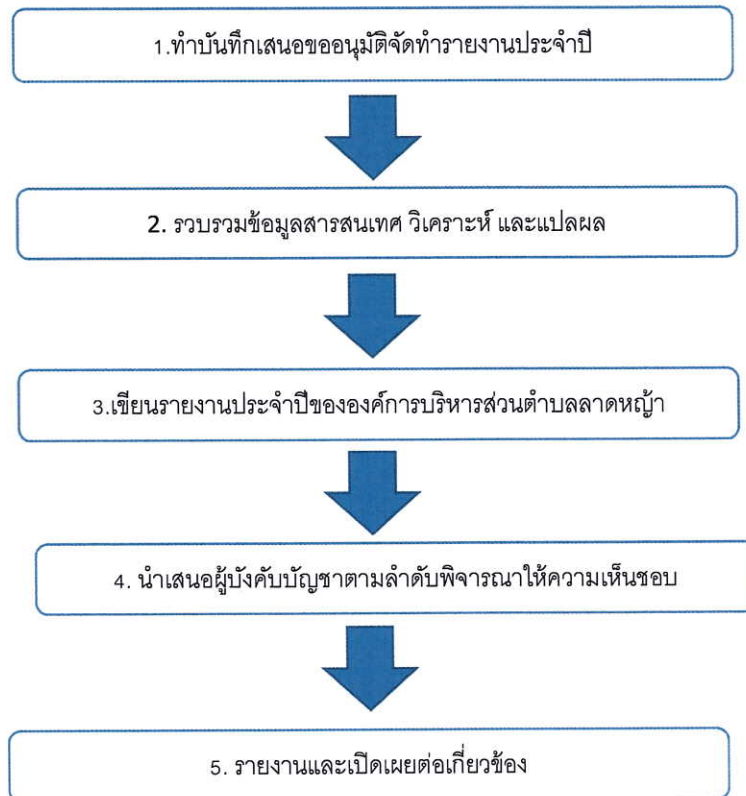 1.ทำบันทึกเสนอขออนุมัติจัดทำรายงานประจำปี
2. รวบรวมข้อมูลสารสนเทศ วิเคราะห์ และแปลผล
3.เขียนรายงานประจำปีขององค์การบริหารส่วนตำบลลาดหญ้า
4. นำเสนอผู้บังคับบัญชาตามลำดับพิจารณาให้ความเห็นชอบ
5. รายงานและเปิดเผยต่อเกี่ยวข้อง